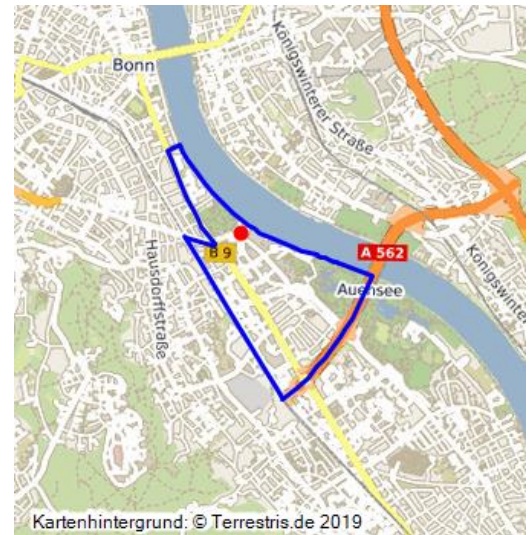 Bonn
Königswinterer Straße
Hausdorffstraße
B 9
A 562
Auensee
Königswinter
Kartenhintergrund: © Terrestris.de 2019